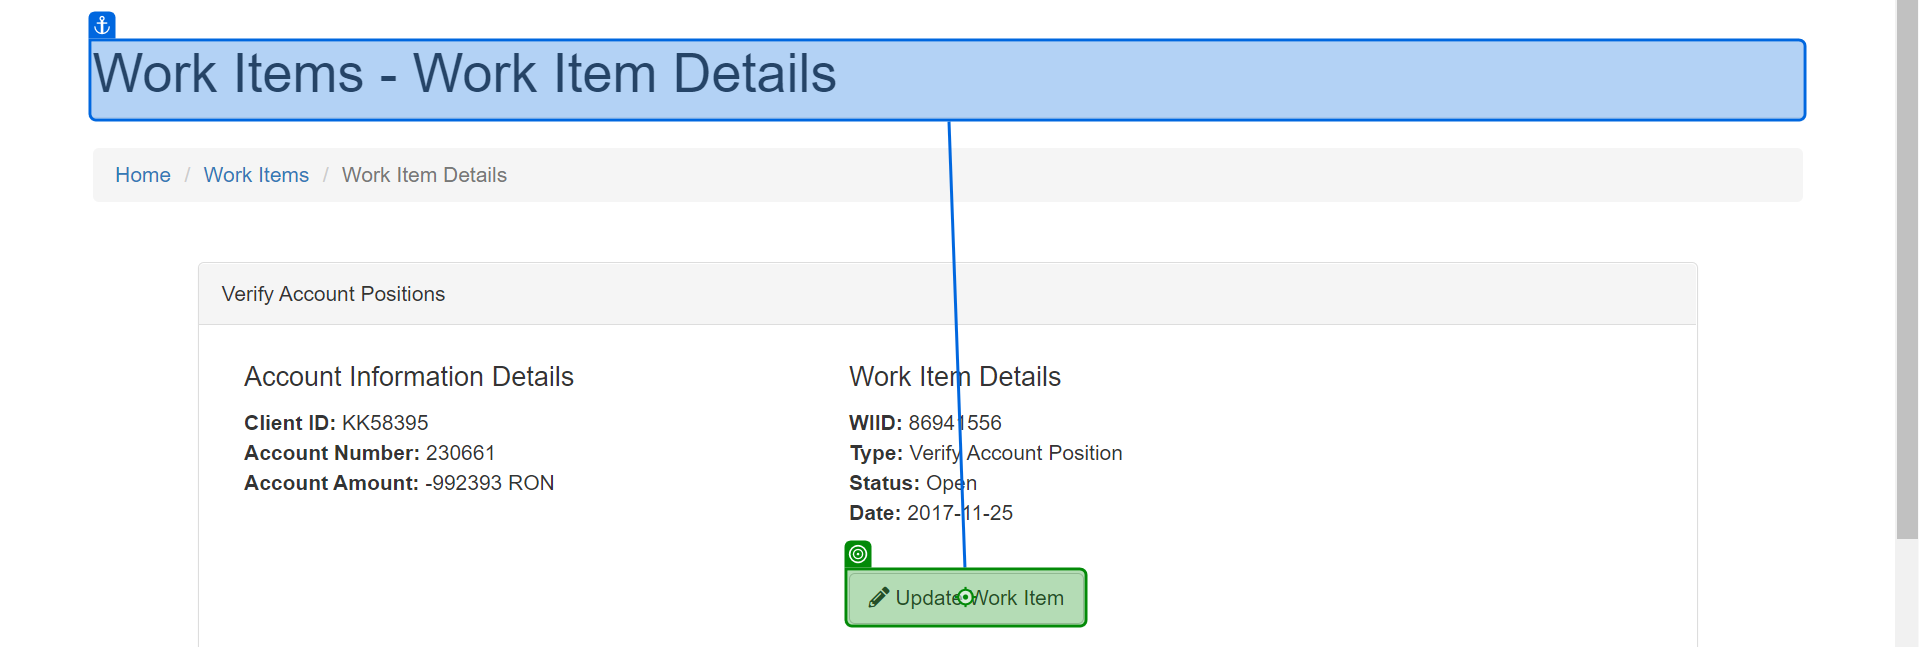 Work Items - Work Item Details
Home / Work Items / Work Item Details
Verify Account Positions
Account Information Details
Client ID: KK58395
Account Number: 230661
Account Amount: -992393 RON
Work Item Details
WIID: 86941556
Type: Verify Account Position
Status: Open
Date: 2017-11-25
Update Work Item